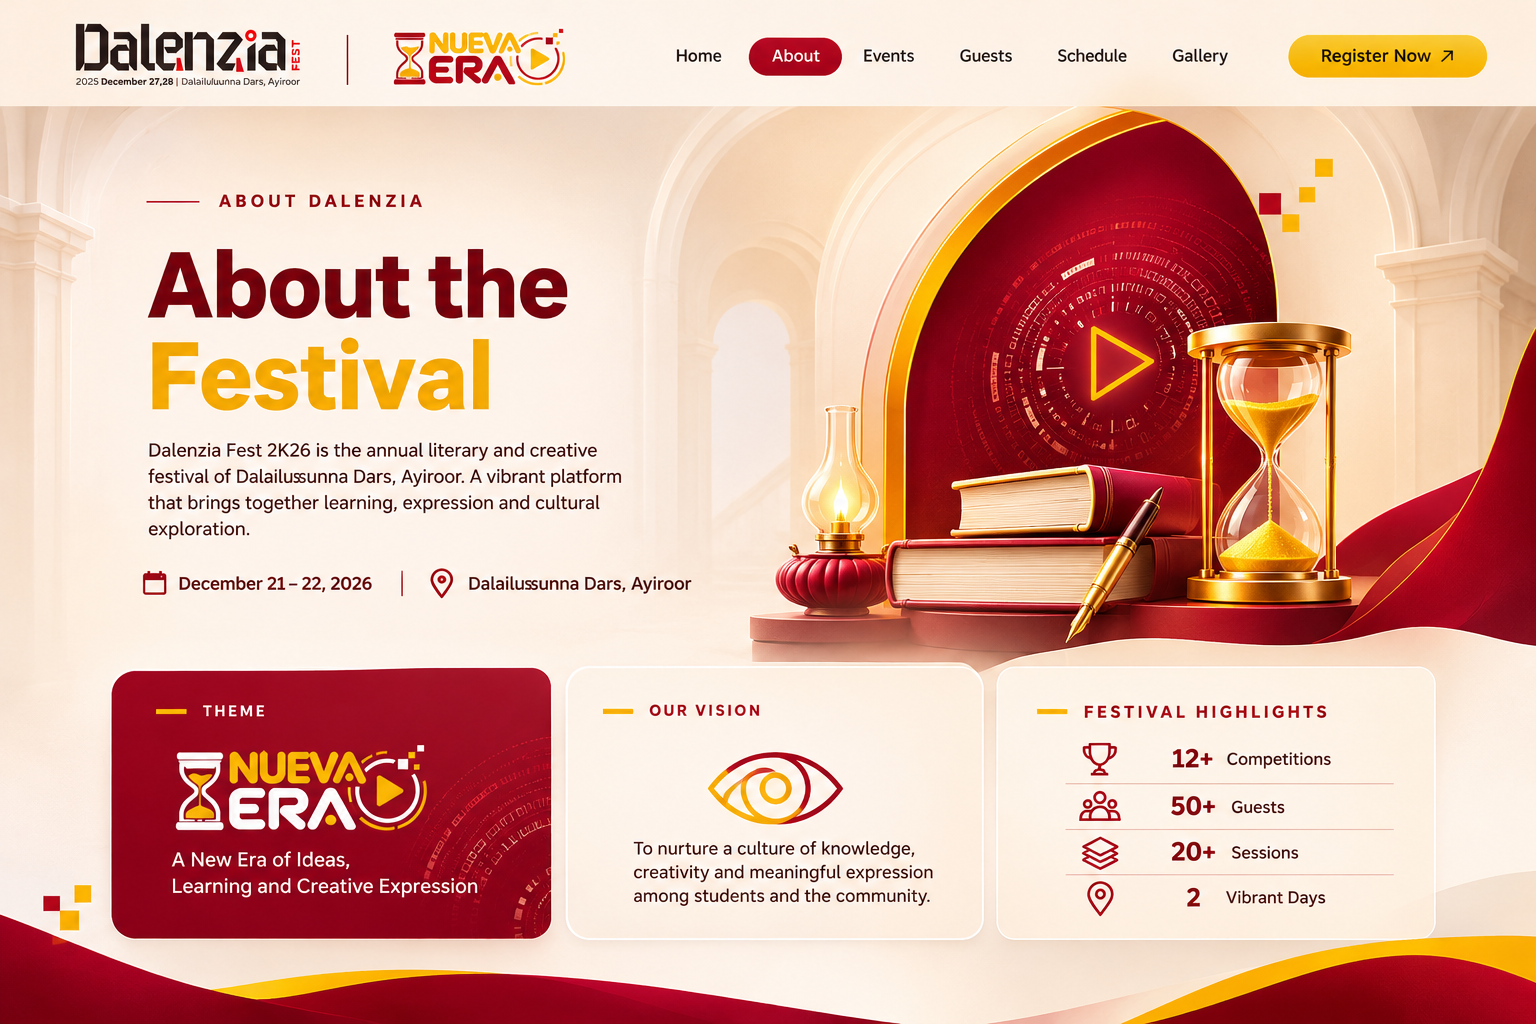 Dalenzia FEST
2025 December 27,28 | Dalailuluunna Dars, Ayiroor
NUEVA
ERA
Home
About
Events
Guests
Schedule
Gallery
Register Now
ABOUT DALENZIA
About the
Festival
Dalenzia Fest 2K26 is the annual literary and creative
festival of Dalailussunna Dars, Ayiroor. A vibrant platform
that brings together learning, expression and cultural
exploration.
December 21 – 22, 2026
Dalailussunna Dars, Ayiroor
THEME
NUEVA
ERA
A New Era of Ideas,
Learning and Creative Expression
OUR VISION
To nurture a culture of knowledge,
creativity and meaningful expression
among students and the community.
FESTIVAL HIGHLIGHTS
12+ Competitions
50+ Guests
20+ Sessions
2 Vibrant Days